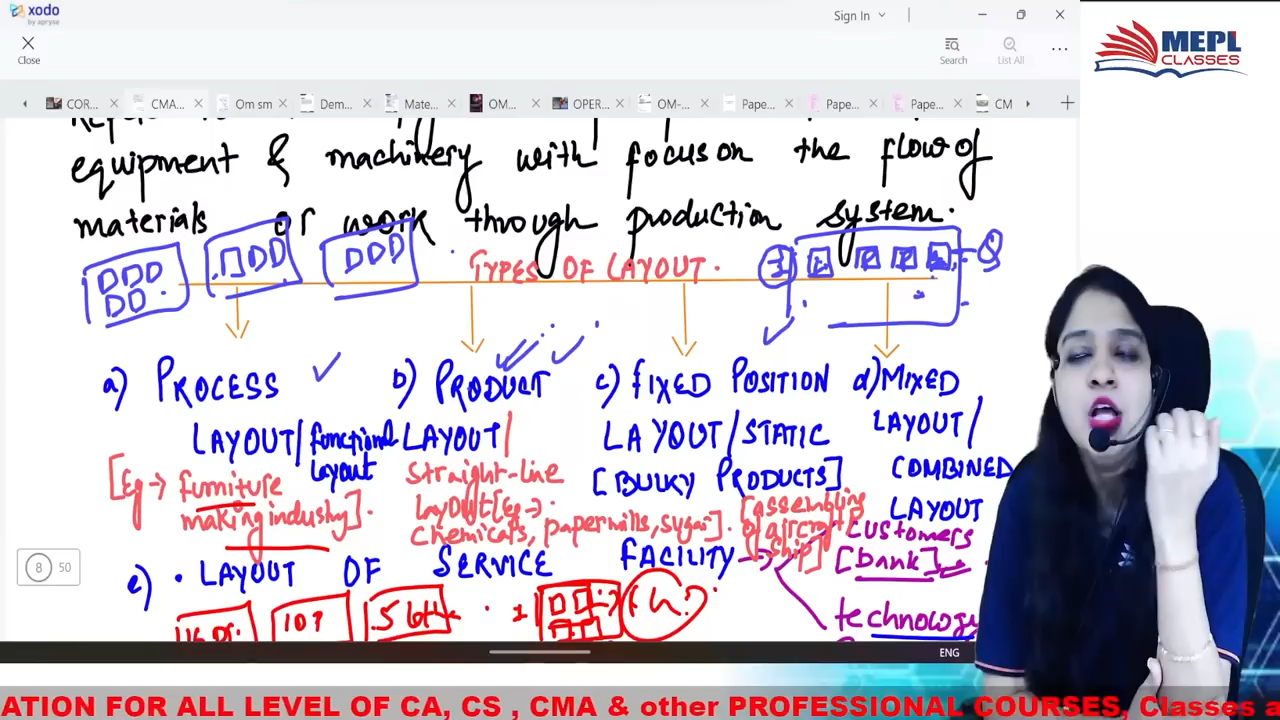 xodo
by apryse
Sign In
Close
Search
List All
COR...
CMA...
Om sm
Dem...
Mate...
OM...
OPER...
OM-...
Pape...
Pape...
Pape...
CM
equipment & machinery with focus on the flow of
materials or work through production system.
TYPES OF LAYOUT.
a) PROCESS
LAYOUT/functional
layout
[Eg → furniture
making industry].
b) PRODUCT
LAYOUT/
Straight-line
layout [Eg →
chemicals, papermills, sugar].
c) FIXED POSITION
LAYOUT/STATIC
[BULKY PRODUCTS]
[assembling
of aircraft
ship]
d) MIXED
LAYOUT/
COMBINED
LAYOUT
e) • LAYOUT OF SERVICE FACILITY →
customers
[bank]
technology
8 50
ENG
MEPL
CLASSES
ATION FOR ALL LEVEL OF CA, CS , CMA & other PROFESSIONAL COURSES, Classes a